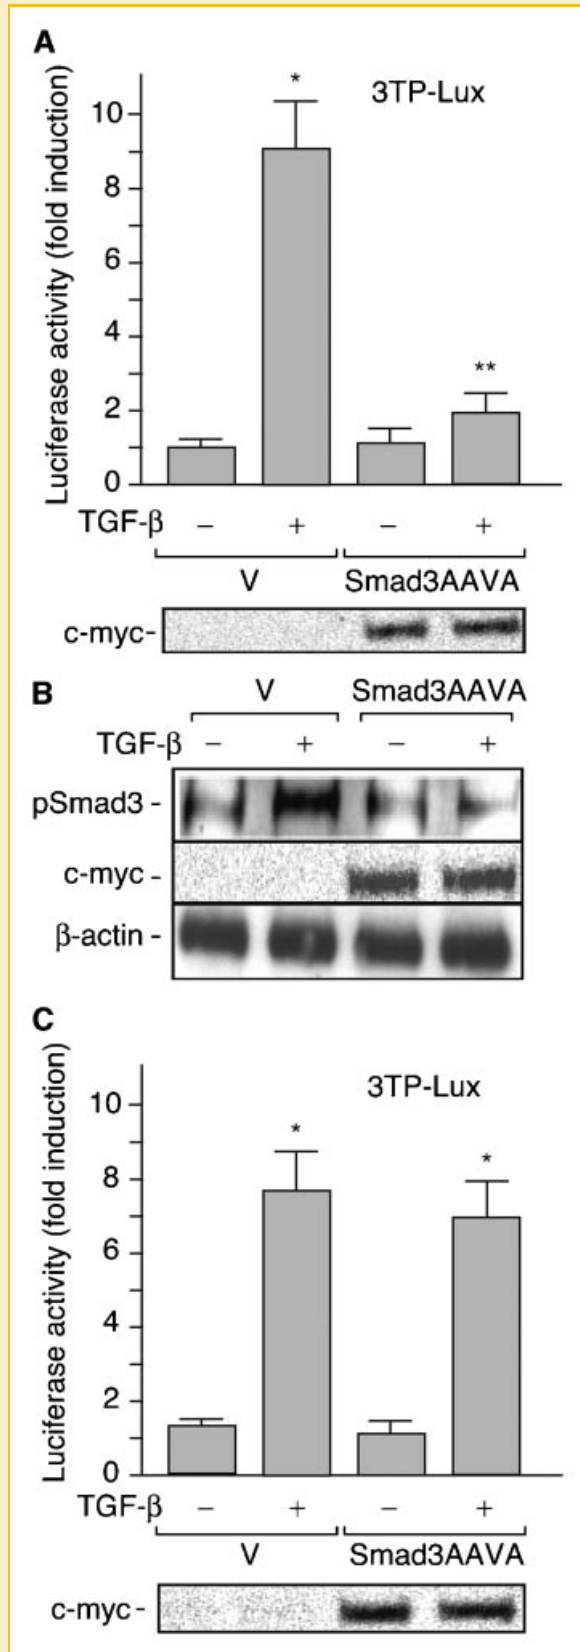 A
3TP-Lux
Luciferase activity (fold induction)
10
8
6
4
2
0
*
**
TGF-β − + − +
V Smad3AAVA
c-myc-
B
V Smad3AAVA
TGF-β − + − +
pSmad3 -
c-myc -
β-actin -
C
3TP-Lux
Luciferase activity (fold induction)
10
8
6
4
2
0
*
*
TGF-β − + − +
V Smad3AAVA
c-myc -